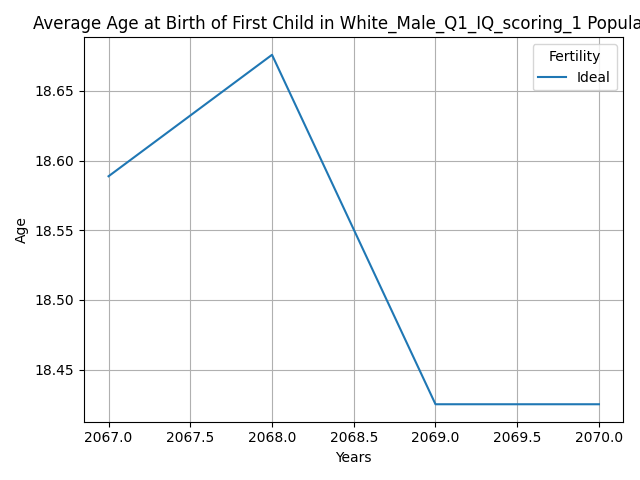 Average Age at Birth of First Child in White_Male_Q1_IQ_scoring_1 Popula
Fertility
Ideal
18.65
18.60
18.55
18.50
18.45
Age
2067.0 2067.5 2068.0 2068.5 2069.0 2069.5 2070.0
Years